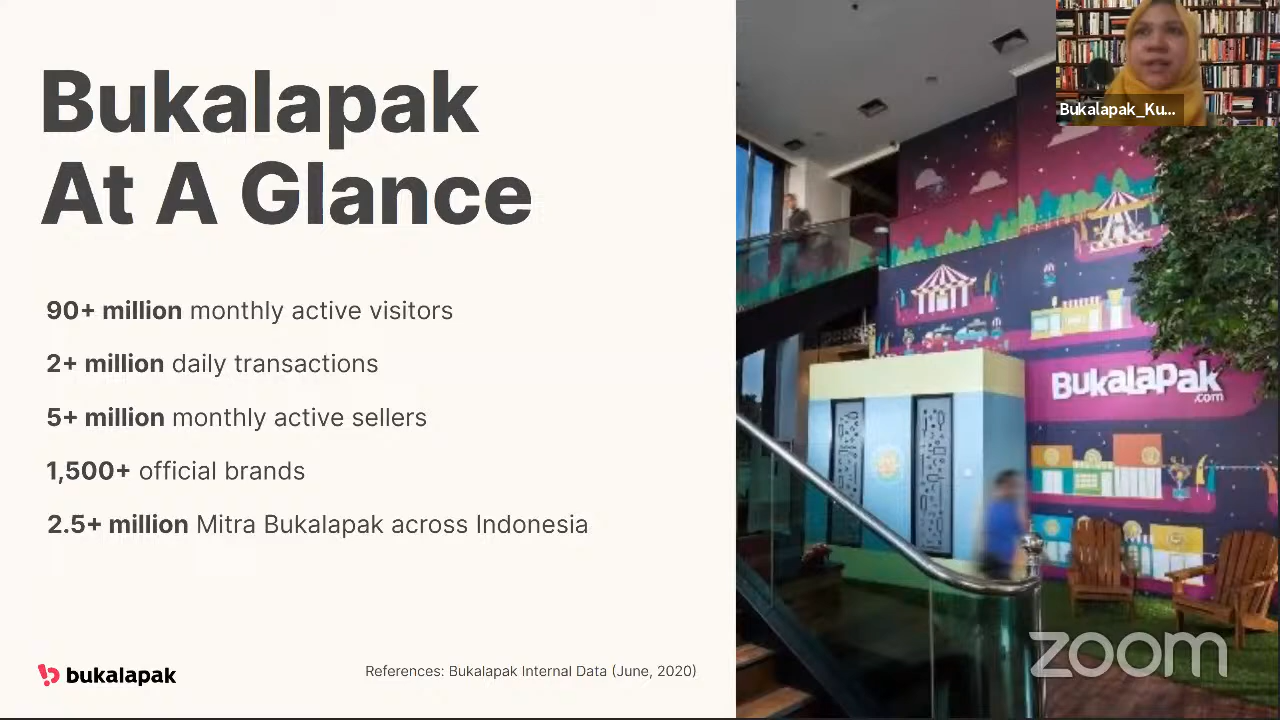 Bukalapak
At A Glance
90+ million monthly active visitors
2+ million daily transactions
5+ million monthly active sellers
1,500+ official brands
2.5+ million Mitra Bukalapak across Indonesia
bukalapak
References: Bukalapak Internal Data (June, 2020)
Bukalapak_Ku...
BukaLaPak
.com
zoom